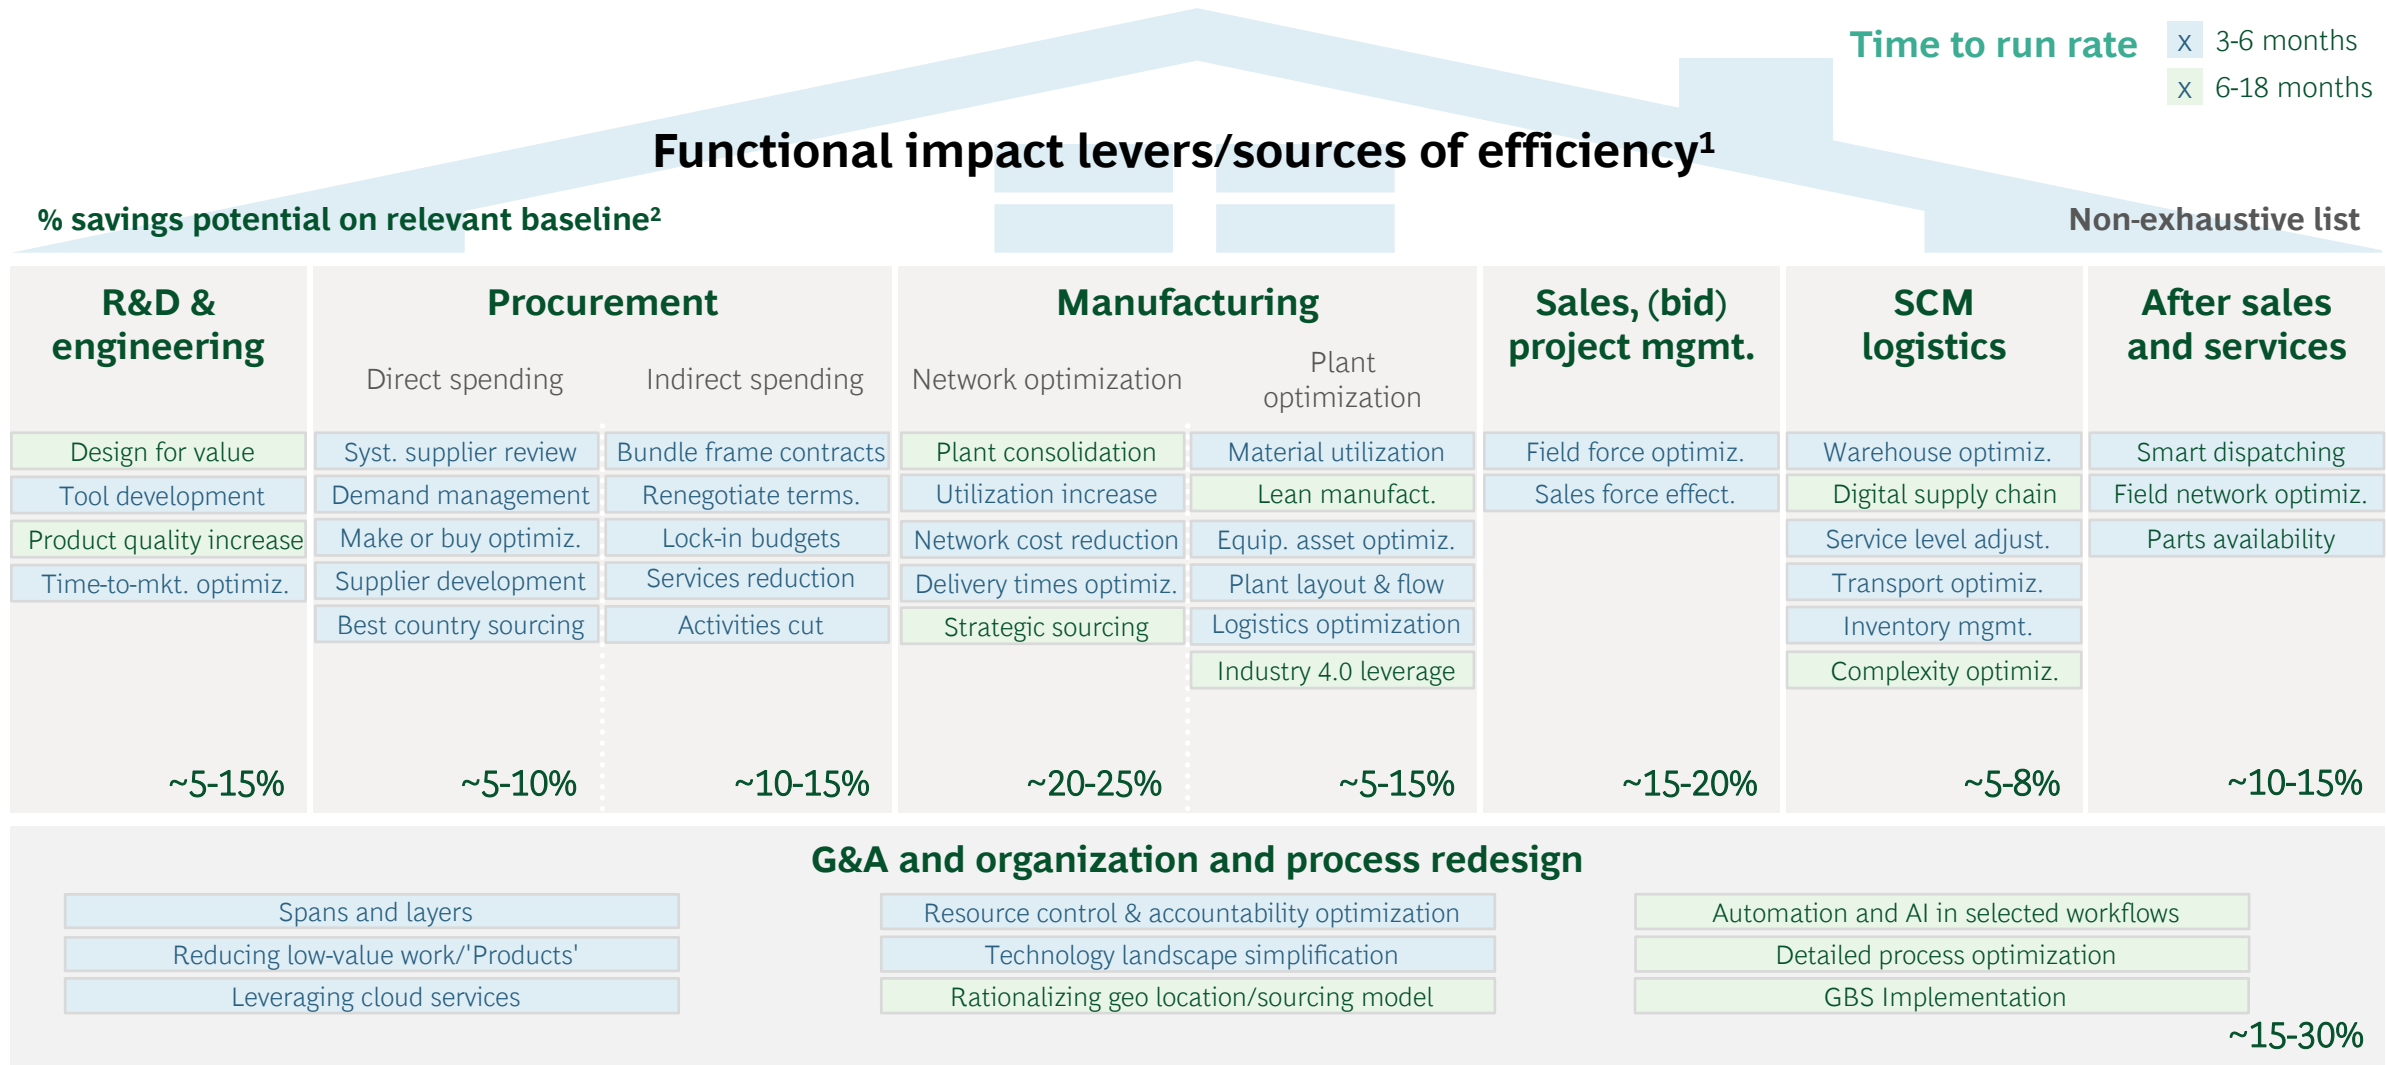 Time to run rate
x 3-6 months
x 6-18 months
Functional impact levers/sources of efficiency¹
% savings potential on relevant baseline²
Non-exhaustive list
R&D &
engineering
Design for value
Tool development
Product quality increase
Time-to-mkt. optimiz.
~5-15%
Procurement
Direct spending
Syst. supplier review
Demand management
Make or buy optimiz.
Supplier development
Best country sourcing
~5-10%
Indirect spending
Bundle frame contracts
Renegotiate terms.
Lock-in budgets
Services reduction
Activities cut
~10-15%
Manufacturing
Network optimization
Plant consolidation
Utilization increase
Network cost reduction
Delivery times optimiz.
Strategic sourcing
~20-25%
Plant
optimization
Material utilization
Lean manufact.
Equip. asset optimiz.
Plant layout & flow
Logistics optimization
Industry 4.0 leverage
~5-15%
Sales, (bid)
project mgmt.
Field force optimiz.
Sales force effect.
~15-20%
SCM
logistics
Warehouse optimiz.
Digital supply chain
Service level adjust.
Transport optimiz.
Inventory mgmt.
Complexity optimiz.
~5-8%
After sales
and services
Smart dispatching
Field network optimiz.
Parts availability
~10-15%
G&A and organization and process redesign
Spans and layers
Reducing low-value work/'Products'
Leveraging cloud services
Resource control & accountability optimization
Technology landscape simplification
Rationalizing geo location/sourcing model
Automation and AI in selected workflows
Detailed process optimization
GBS Implementation
~15-30%